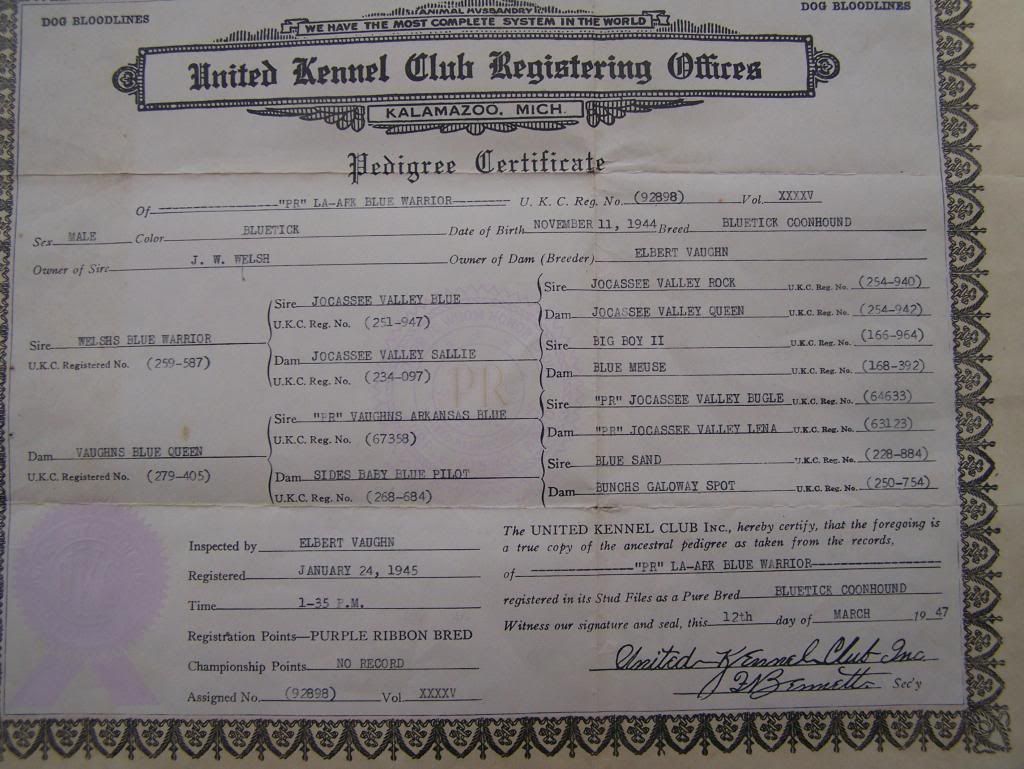 DOG BLOODLINES
DOG BLOODLINES
ANIMAL HUSBANDRY
WE HAVE THE MOST COMPLETE SYSTEM IN THE WORLD
United Kennel Club Registering Offices
KALAMAZOO, MICH.
Pedigree Certificate
Of "PR" LA-ARK BLUE WARRIOR U. K. C. Reg. No. (92898) Vol. XXXXV
Sex MALE Color BLUETICK Date of Birth NOVEMBER 11, 1944 Breed BLUETICK COONHOUND
Owner of Sire J. W. WELSH Owner of Dam (Breeder) ELBERT VAUGHN
Sire WELSHS BLUE WARRIOR
U.K.C. Registered No. (259-587)
Dam VAUGHNS BLUE QUEEN
U.K.C. Registered No. (279-405)
Sire JOCASSEE VALLEY BLUE
U.K.C. Reg. No. (251-947)
Dam JOCASSEE VALLEY SALLIE
U.K.C. Reg. No. (234-097)
Sire "PR" VAUGHNS ARKANSAS BLUE
U.K.C. Reg. No. (67358)
Dam SIDES BABY BLUE PILOT
U.K.C. Reg. No. (268-684)
Sire JOCASSEE VALLEY ROCK U.K.C. Reg. No. (254-940)
Dam JOCASSEE VALLEY QUEEN U.K.C. Reg. No. (254-942)
Sire BIG BOY II U.K.C. Reg. No. (166-964)
Dam BLUE MEUSE U.K.C. Reg. No. (168-392)
Sire "PR" JOCASSEE VALLEY BUGLE U.K.C. Reg. No. (64633)
Dam "PR" JOCASSEE VALLEY LENA U.K.C. Reg. No. (63123)
Sire BLUE SAND U.K.C. Reg. No. (228-884)
Dam BUNCHS GALOWAY SPOT U.K.C. Reg. No. (250-754)
PR
Inspected by ELBERT VAUGHN
Registered JANUARY 24, 1945
Time 1-35 P.M.
Registration Points—PURPLE RIBBON BRED
Championship Points NO RECORD
Assigned No. (92898) Vol XXXXV
The UNITED KENNEL CLUB Inc., hereby certify, that the foregoing is
a true copy of the ancestral pedigree as taken from the records,
of "PR" LA-ARK BLUE WARRIOR
registered in its Stud Files as a Pure Bred BLUETICK COONHOUND
Witness our signature and seal, this 12th day of MARCH 19 47
United Kennel Club Inc.
Bennett Sec'y